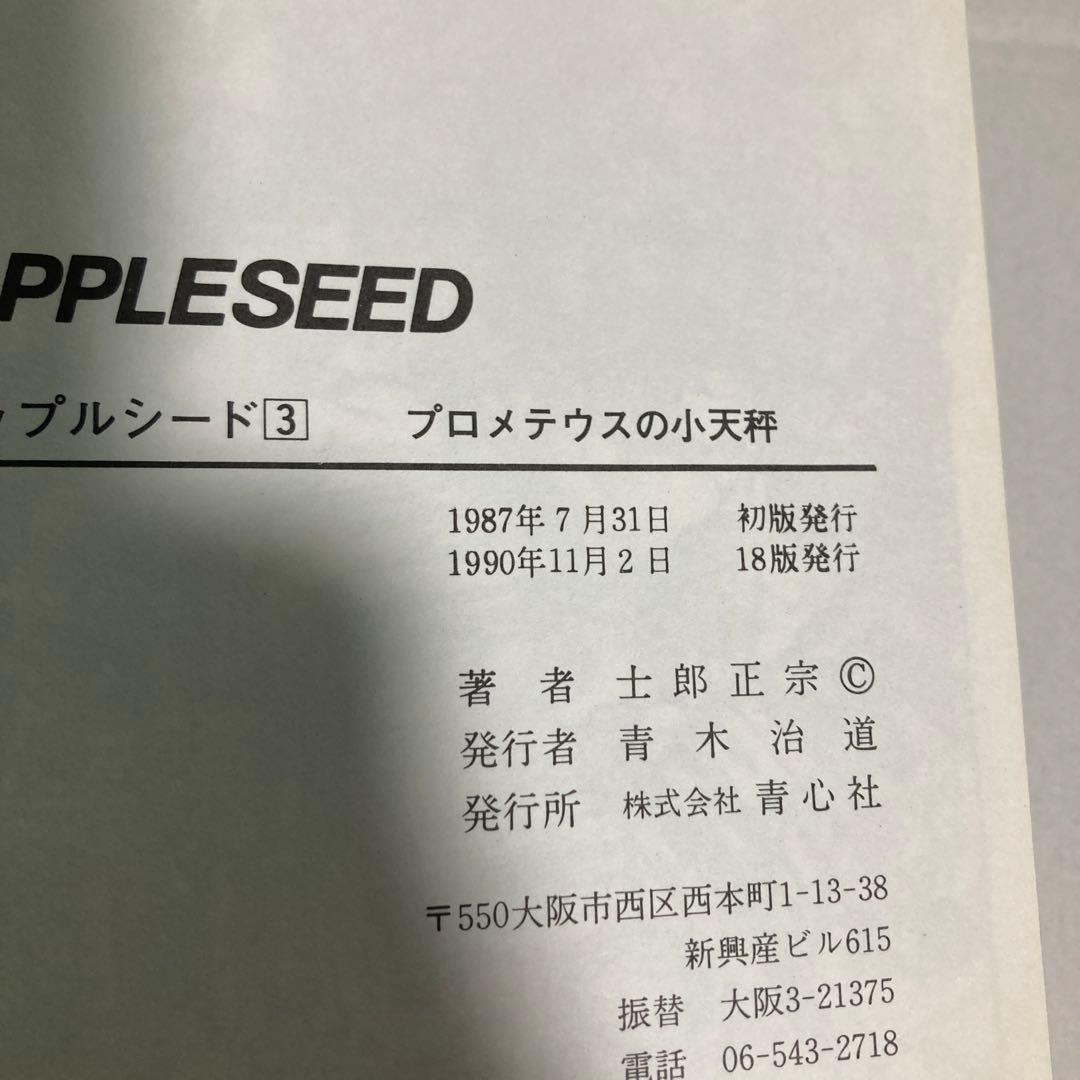 PPLESEED
ップルシード3 プロメテウスの小天秤
1987年7月31日 初版発行
1990年11月2日 18版発行
著者 士郎正宗©
発行者 青木治道
発行所 株式会社青心社
〒550大阪市西区西本町1-13-38
新興産ビル615
振替 大阪3-21375
電話 06-543-2718